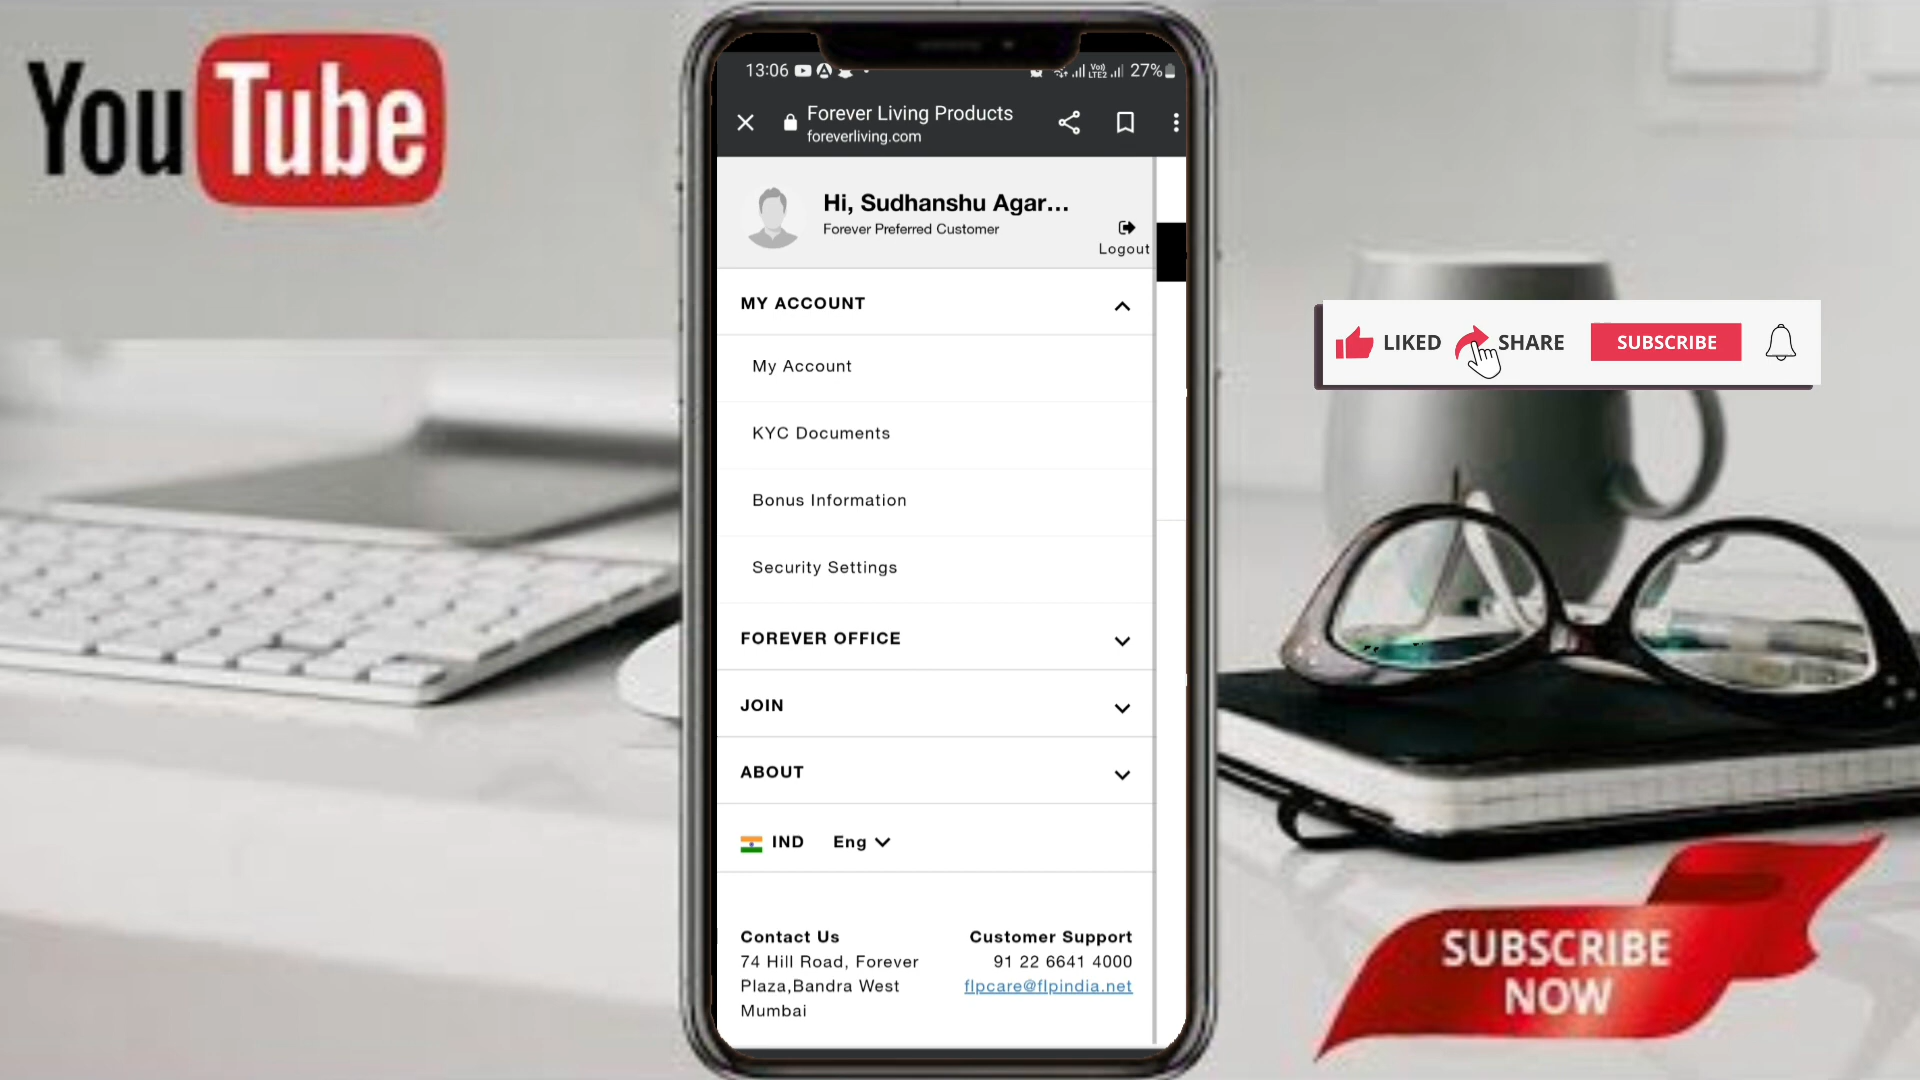 YouTube
13:06
Voo) LTE2
27%
Forever Living Products
foreverliving.com
Hi, Sudhanshu Agar...
Forever Preferred Customer
Logout
MY ACCOUNT
My Account
KYC Documents
Bonus Information
Security Settings
FOREVER OFFICE
JOIN
ABOUT
IND Eng
Contact Us
74 Hill Road, Forever
Plaza,Bandra West
Mumbai
Customer Support
91 22 6641 4000
flpcare@flpindia.net
LIKED SHARE SUBSCRIBE
SUBSCRIBE
NOW